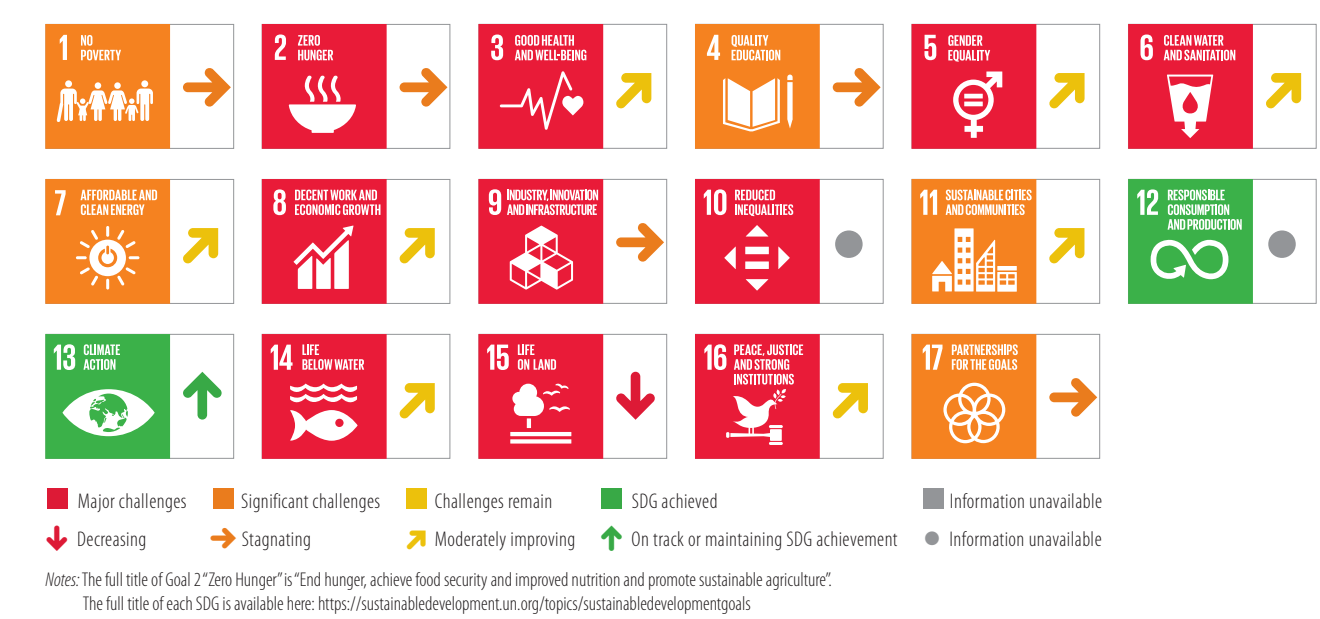 1 NO
POVERTY
2 ZERO
HUNGER
3 GOOD HEALTH
AND WELL-BEING
4 QUALITY
EDUCATION
5 GENDER
EQUALITY
6 CLEAN WATER
AND SANITATION
7 AFFORDABLE AND
CLEAN ENERGY
8 DECENT WORK AND
ECONOMIC GROWTH
9 INDUSTRY, INNOVATION
AND INFRASTRUCTURE
10 REDUCED
INEQUALITIES
11 SUSTAINABLE CITIES
AND COMMUNITIES
12 RESPONSIBLE
CONSUMPTION
AND PRODUCTION
13 CLIMATE
ACTION
14 LIFE
BELOW WATER
15 LIFE
ON LAND
16 PEACE, JUSTICE
AND STRONG
INSTITUTIONS
17 PARTNERSHIPS
FOR THE GOALS
Major challenges Significant challenges Challenges remain SDG achieved Information unavailable
Decreasing Stagnating Moderately improving On track or maintaining SDG achievement Information unavailable
Notes: The full title of Goal 2 “Zero Hunger” is “End hunger, achieve food security and improved nutrition and promote sustainable agriculture”.
The full title of each SDG is available here: https://sustainabledevelopment.un.org/topics/sustainabledevelopmentgoals